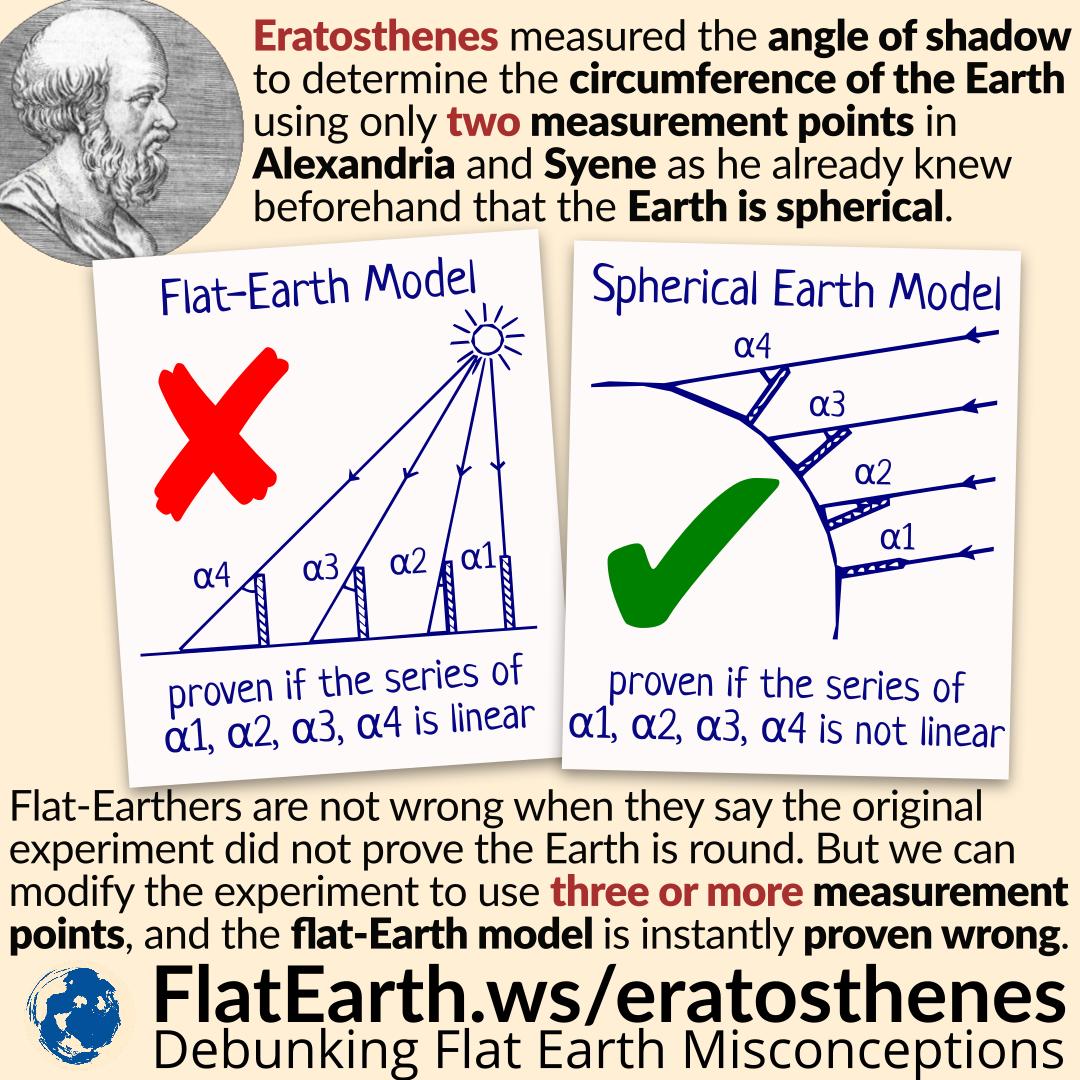 Eratosthenes measured the angle of shadow
to determine the circumference of the Earth
using only two measurement points in
Alexandria and Syene as he already knew
beforehand that the Earth is spherical.
Flat-Earth Model
α4
α3
α2
α1
proven if the series of
α1, α2, α3, α4 is linear
Spherical Earth Model
α4
α3
α2
α1
proven if the series of
α1, α2, α3, α4 is not linear
Flat-Earthers are not wrong when they say the original
experiment did not prove the Earth is round. But we can
modify the experiment to use three or more measurement
points, and the flat-Earth model is instantly proven wrong.
FlatEarth.ws/eratosthenes
Debunking Flat Earth Misconceptions